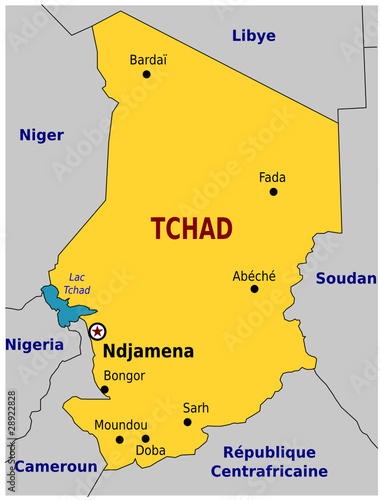 Libye
Bardaï
Niger
Fada
TCHAD
Abéché
Lac
Tchad
Soudan
Nigeria
Ndjamena
Bongor
Sarh
Moundou
Doba
République
Centrafricaine
Cameroun
Adobe Stock | #28922828